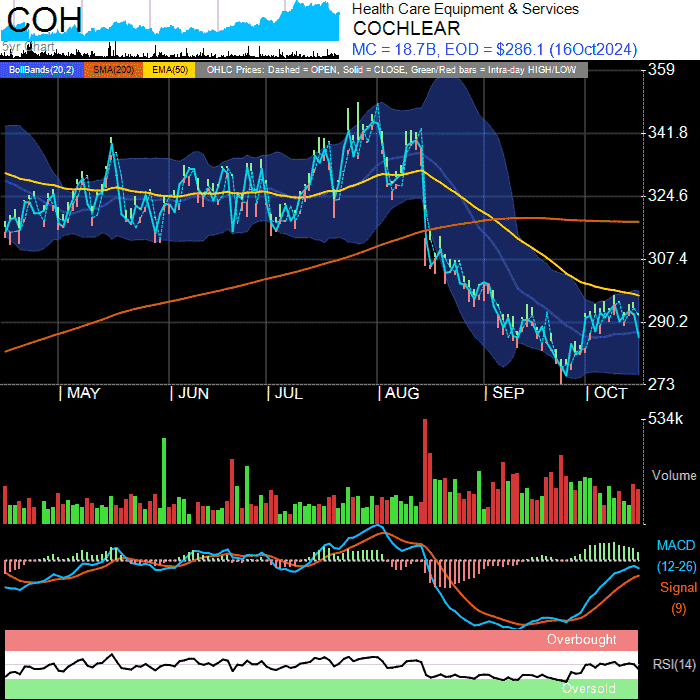 COH
5yr Chart
Health Care Equipment & Services
COCHLEAR
MC = 18.7B, EOD = $286.1 (16Oct2024)
BollBands(20,2) SMA(200) EMA(50) OHLC Prices: Dashed = OPEN, Solid = CLOSE, Green/Red bars = Intra-day HIGH/LOW
359
341.8
324.6
307.4
290.2
273
MAY JUN JUL AUG SEP OCT
534k
Volume
MACD
(12-26)
Signal
(9)
Overbought
RSI(14)
Oversold